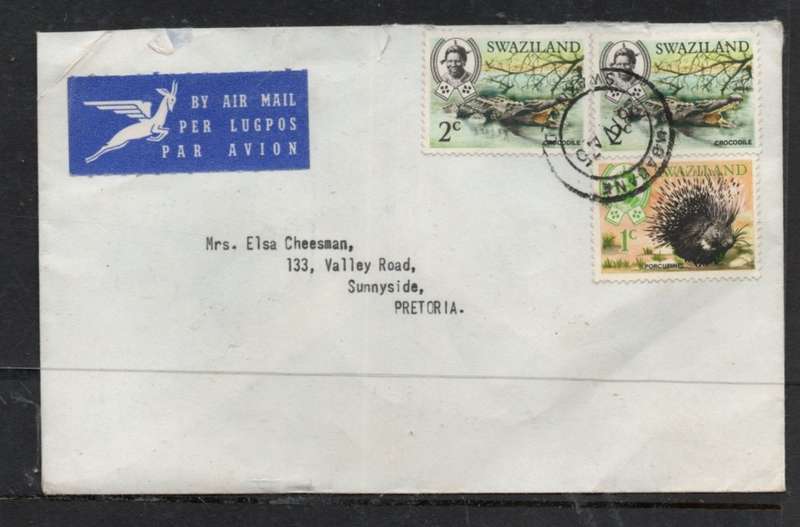 BY AIR MAIL
PER LUGPOS
PAR AVION
SWAZILAND
2c
CROCODILE
SWAZILAND
CROCODILE
MBABANE
SWAZILAND
1c
PORCUPINE
Mrs. Elsa Cheesman,
133, Valley Road,
Sunnyside,
PRETORIA.